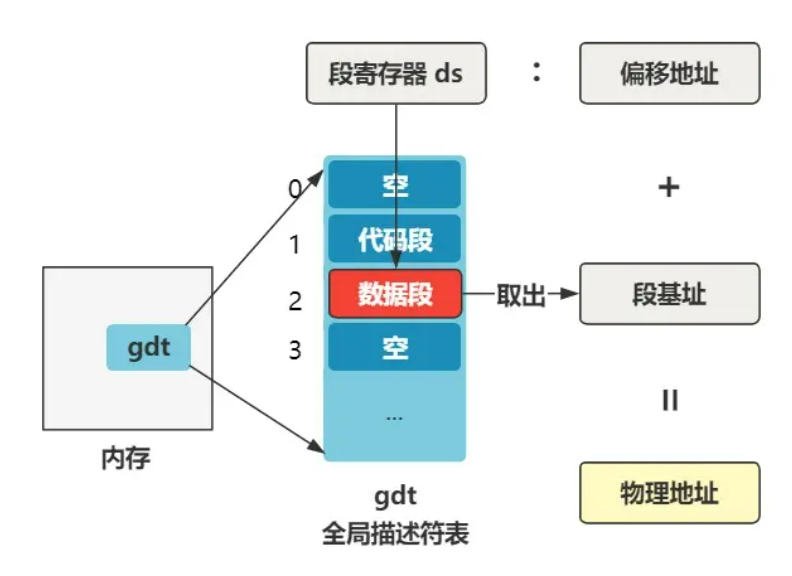 段寄存器 ds
:
偏移地址
0
空
+
1
代码段
2
数据段
取出
段基址
gdt
3
空
...
=
内存
gdt
全局描述符表
物理地址